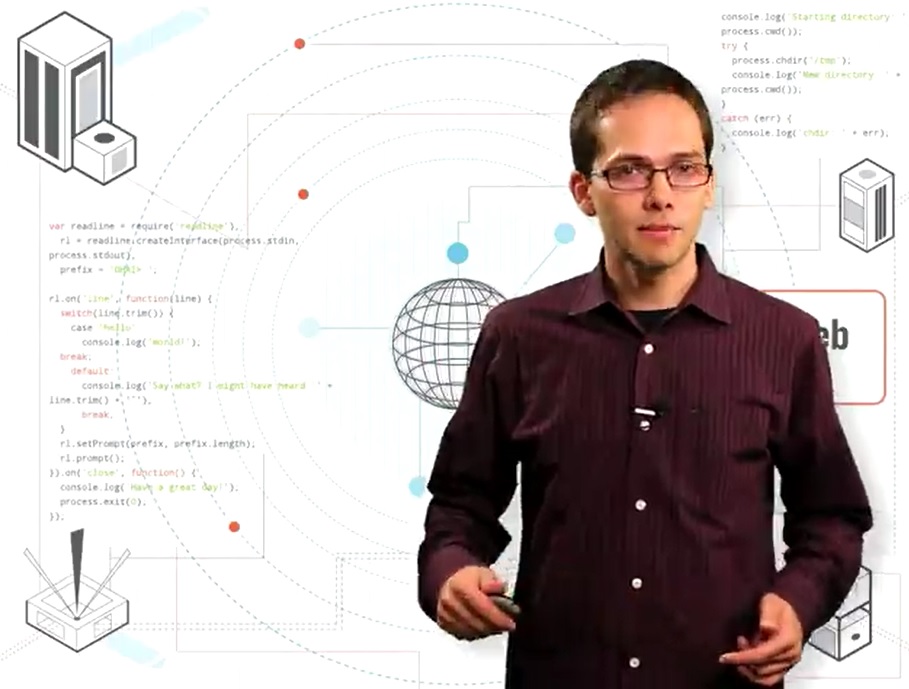 console.log('Starting directory: ' +
process.cwd());
try {
process.chdir('/tmp');
console.log('New directory: ' +
process.cwd());
}
catch (err) {
console.log('chdir: ' + err);
}
var readline = require('readline'),
rl = readline.createInterface(process.stdin,
process.stdout),
prefix = '
rl.on('line', function(line) {
switch(line.trim()) {
case 'hello'
console.log('world!');
break;
default:
console.log('Say what? I might have heard `' +
line.trim() + '`');
break;
}
rl.setPrompt(prefix, prefix.length);
rl.prompt();
}).on('close', function() {
console.log('Have a great day!');
process.exit(0);
});
eb